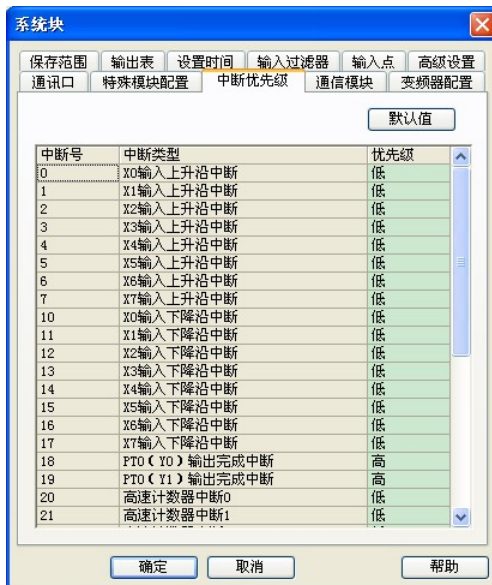 系统块
保存范围 输出表 设置时间 输入过滤器 输入点 高级设置
通讯口 特殊模块配置 中断优先级 通信模块 变频器配置
默认值
中断号 中断类型 优先级
0 X0输入上升沿中断 低
1 X1输入上升沿中断 低
2 X2输入上升沿中断 低
3 X3输入上升沿中断 低
4 X4输入上升沿中断 低
5 X5输入上升沿中断 低
6 X6输入上升沿中断 低
7 X7输入上升沿中断 低
10 X0输入下降沿中断 低
11 X1输入下降沿中断 低
12 X2输入下降沿中断 低
13 X3输入下降沿中断 低
14 X4输入下降沿中断 低
15 X5输入下降沿中断 低
16 X6输入下降沿中断 低
17 X7输入下降沿中断 低
18 PTO(Y0)输出完成中断 高
19 PTO(Y1)输出完成中断 高
20 高速计数器中断0 低
21 高速计数器中断1 低
确定 取消 帮助